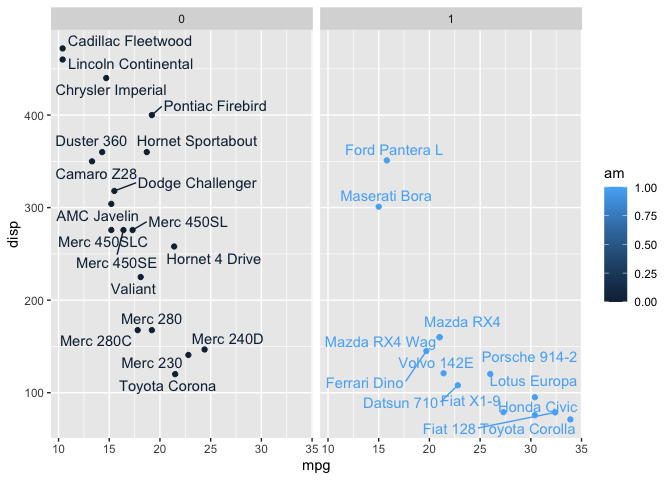 0
1
Cadillac Fleetwood
Lincoln Continental
Chrysler Imperial
Pontiac Firebird
Duster 360
Hornet Sportabout
Camaro Z28
Dodge Challenger
AMC Javelin
Merc 450SL
Merc 450SLC
Merc 450SE
Hornet 4 Drive
Valiant
Merc 280
Merc 280C
Merc 240D
Merc 230
Toyota Corona
Ford Pantera L
Maserati Bora
Mazda RX4
Mazda RX4 Wag
Volvo 142E
Porsche 914-2
Ferrari Dino
Lotus Europa
Datsun 710
Fiat X1-9
Honda Civic
Fiat 128
Toyota Corolla
400
300
200
100
disp
10 15 20 25 30 35
10 15 20 25 30 35
mpg
am
1.00
0.75
0.50
0.25
0.00